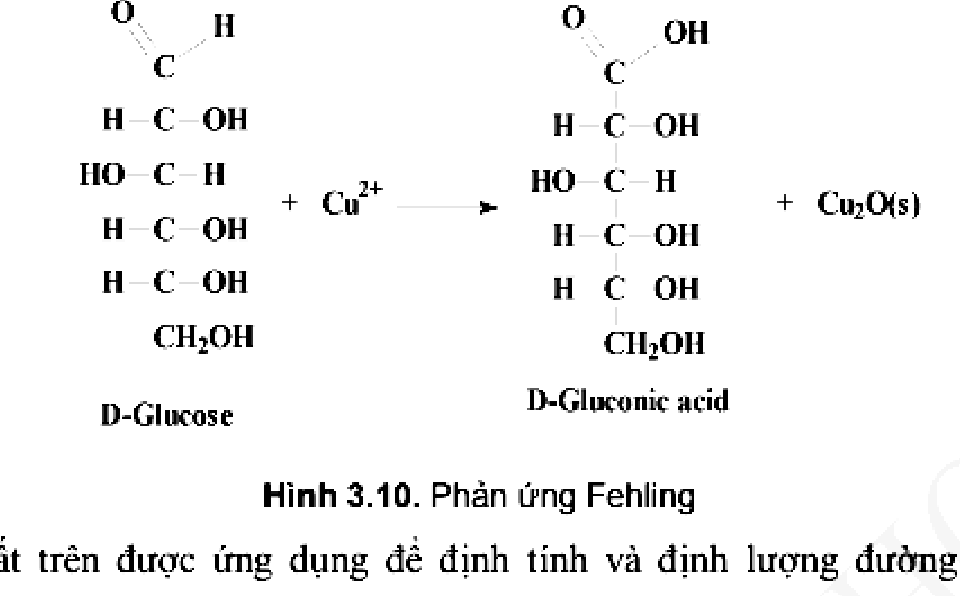 O H O OH
C C
H C OH H C OH
HO C H HO C H
+ Cu2+ + Cu2O(s)
H C OH H C OH
H C OH H C OH
CH2OH CH2OH
D-Glucose D-Gluconic acid
Hình 3.10. Phản ứng Fehling
trên được ứng dụng để định tính và định lượng đường